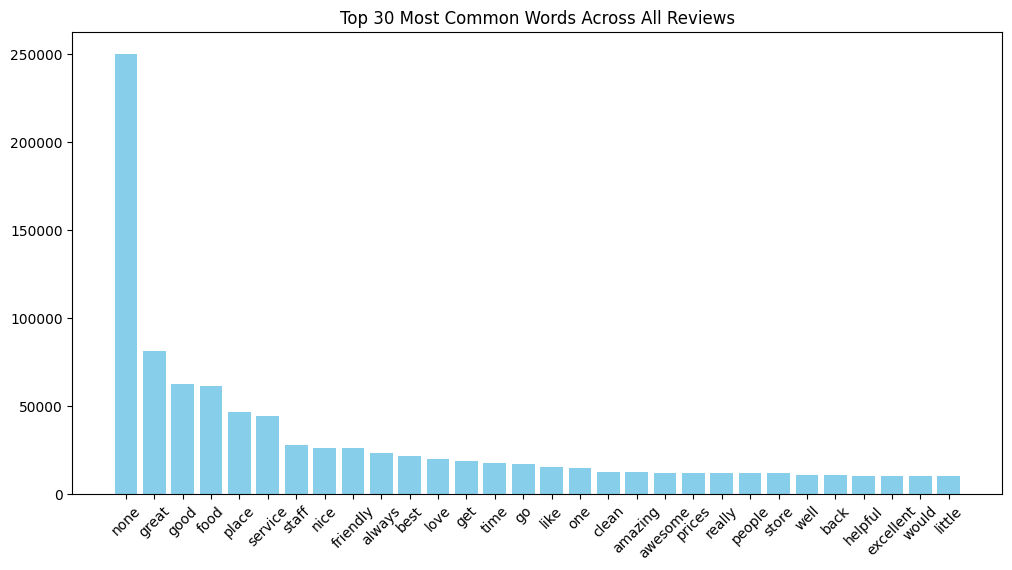 Top 30 Most Common Words Across All Reviews
250000
200000
150000
100000
50000
0
none
great
good
food
place
service
staff
nice
friendly
always
best
love
get
time
go
like
one
clean
amazing
awesome
prices
really
people
store
well
back
helpful
excellent
would
little